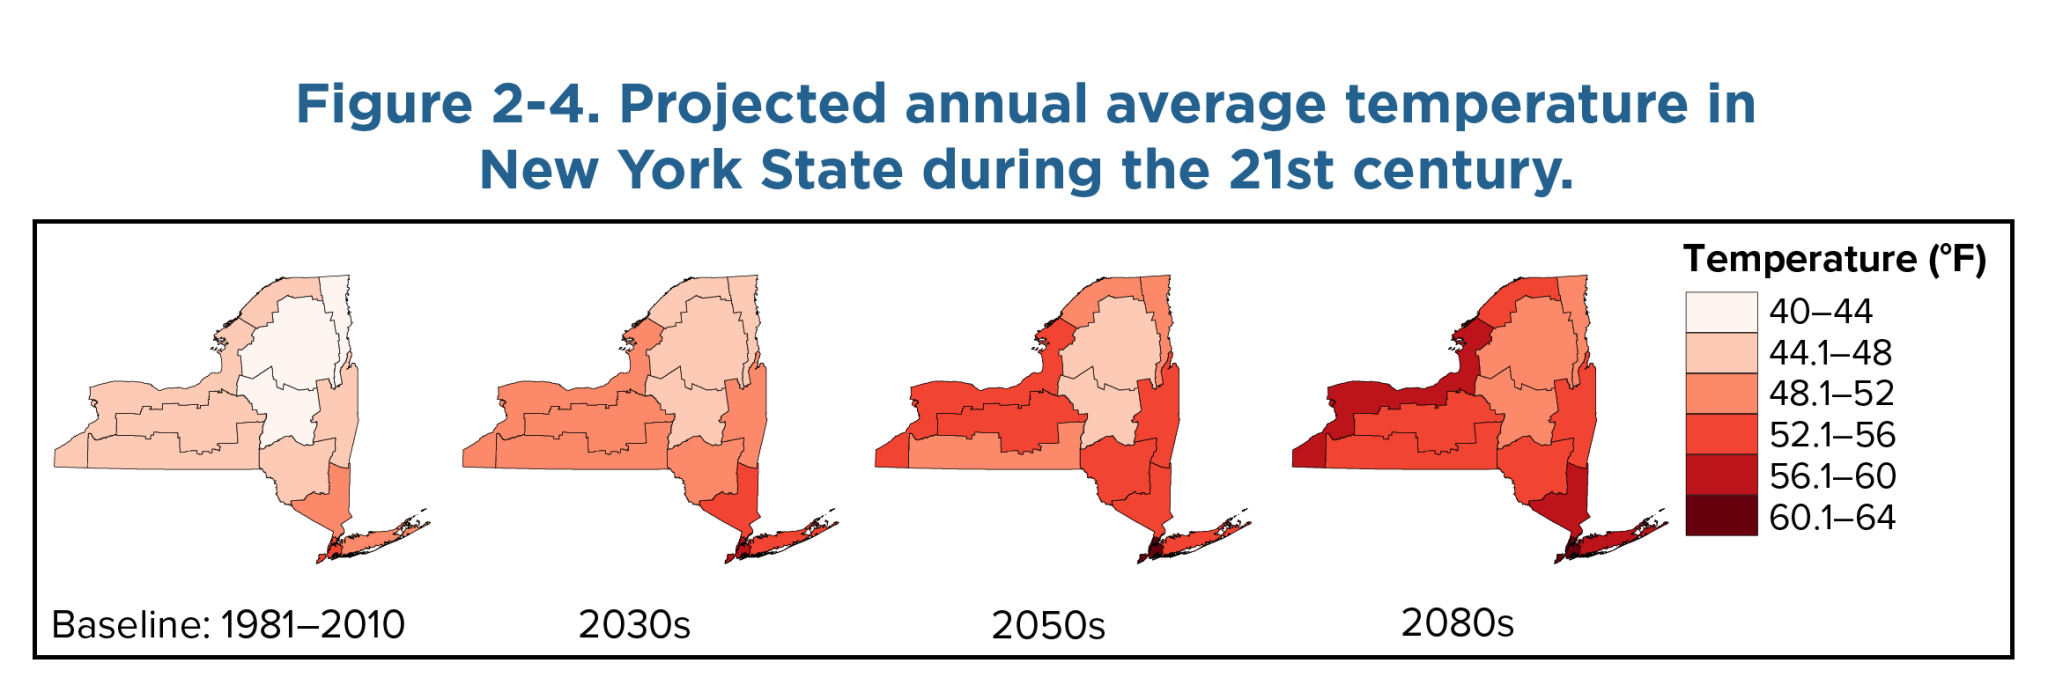 Figure 2-4. Projected annual average temperature in
New York State during the 21st century.
Temperature (°F)
40–44
44.1–48
48.1–52
52.1–56
56.1–60
60.1–64
Baseline: 1981–2010
2030s
2050s
2080s